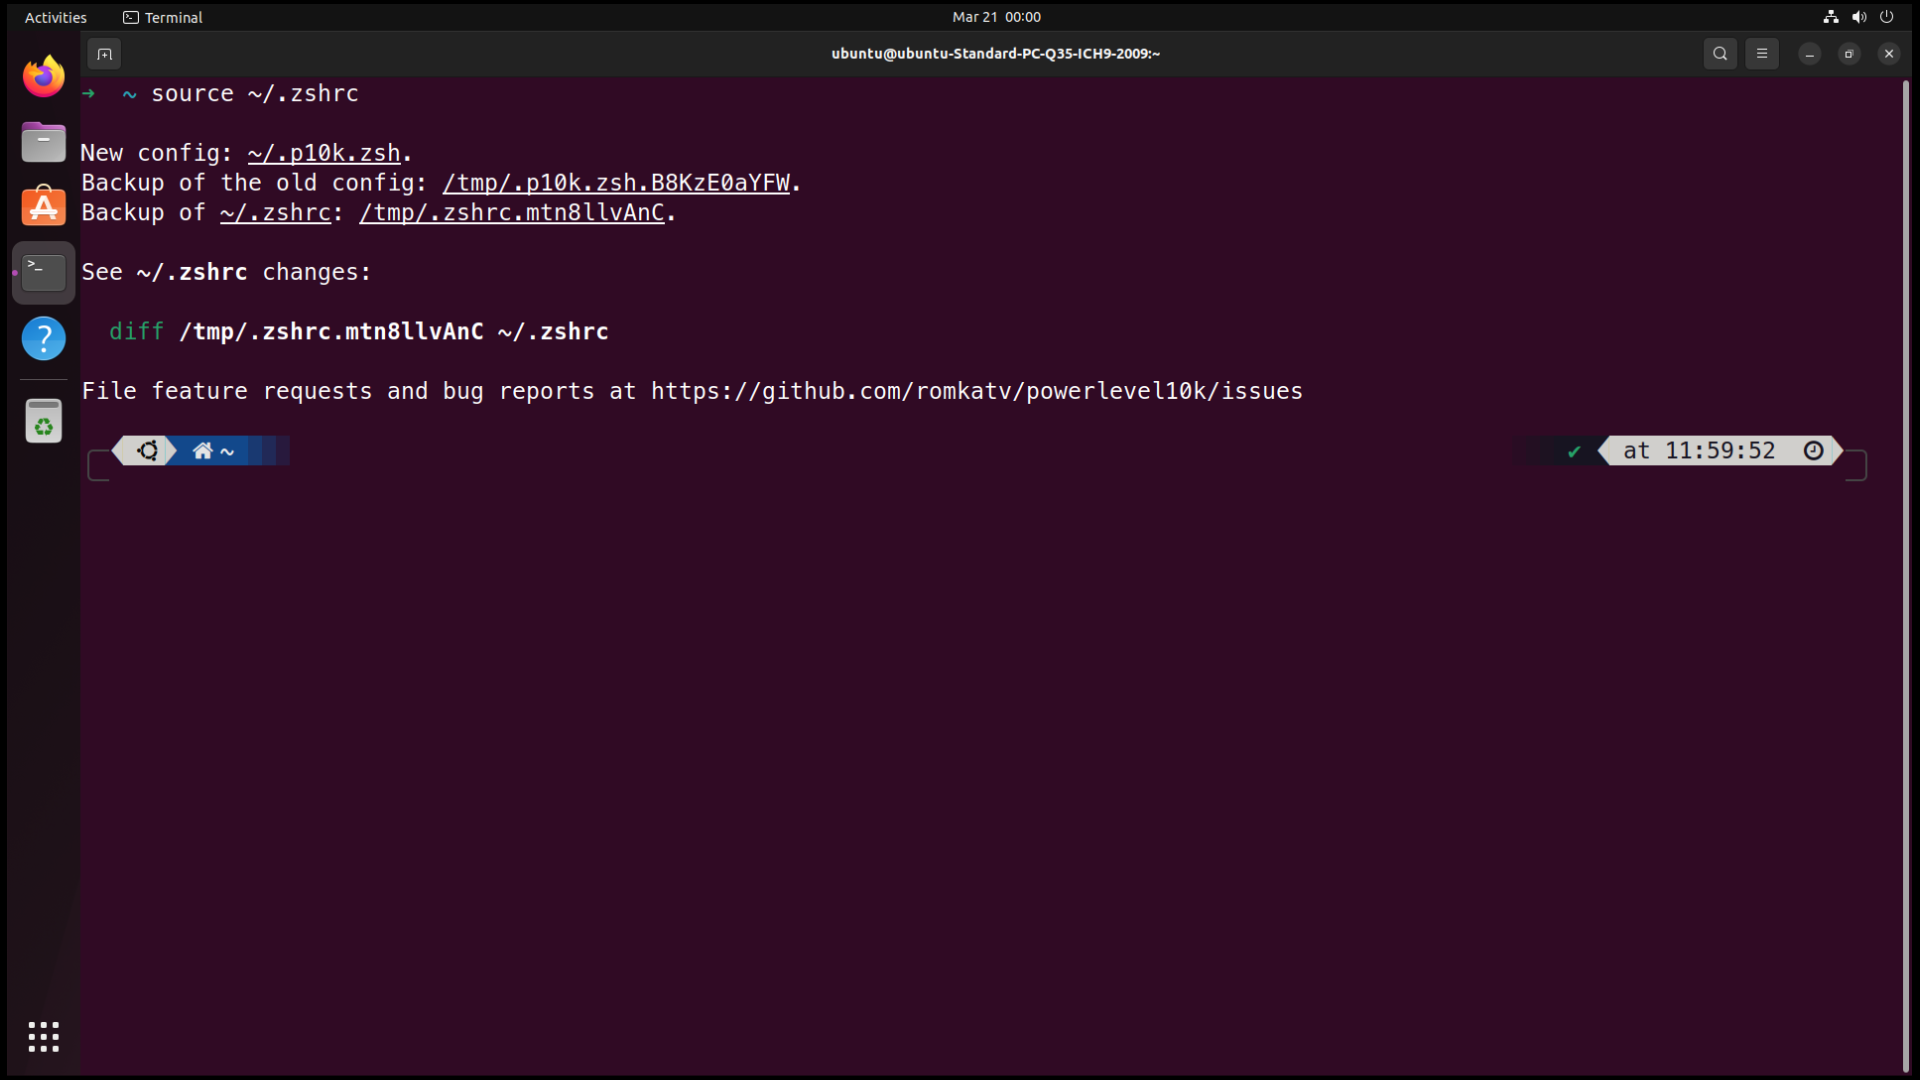 Activities Terminal Mar 21 00:00
ubuntu@ubuntu-Standard-PC-Q35-ICH9-2009:~
➜ ~ source ~/.zshrc
New config: ~/.p10k.zsh.
Backup of the old config: /tmp/.p10k.zsh.B8KzE0aYFW.
Backup of ~/.zshrc: /tmp/.zshrc.mtn8llvAnC.
See ~/.zshrc changes:
diff /tmp/.zshrc.mtn8llvAnC ~/.zshrc
File feature requests and bug reports at https://github.com/romkatv/powerlevel10k/issues
~ ✔ at 11:59:52